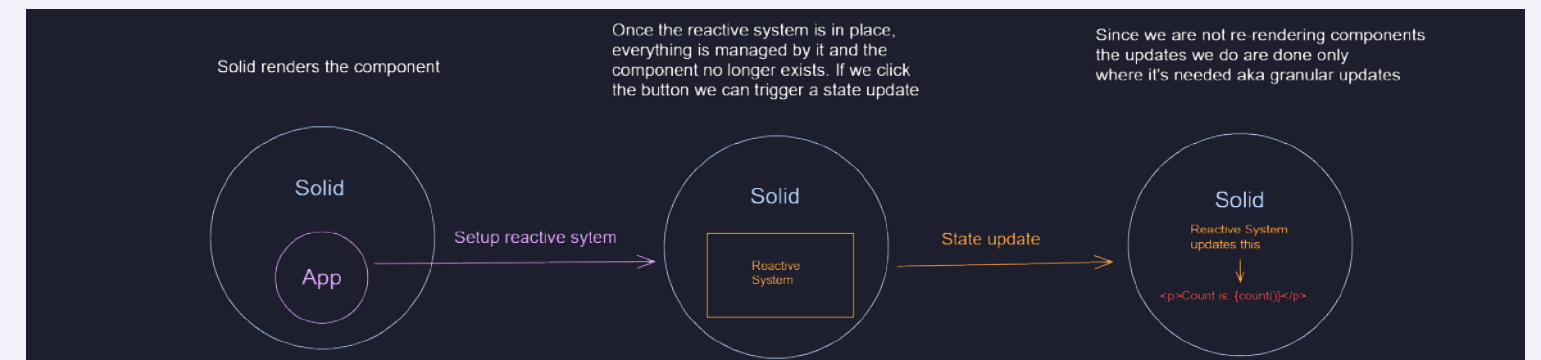 Solid renders the component
Once the reactive system is in place,
everything is managed by it and the
component no longer exists. If we click
the button we can trigger a state update
Since we are not re-rendering components
the updates we do are done only
where it's needed aka granular updates
Solid
App
Setup reactive sytem
Solid
Reactive
System
State update
Solid
Reactive System
updates this
<p>Count is: {count()}</p>